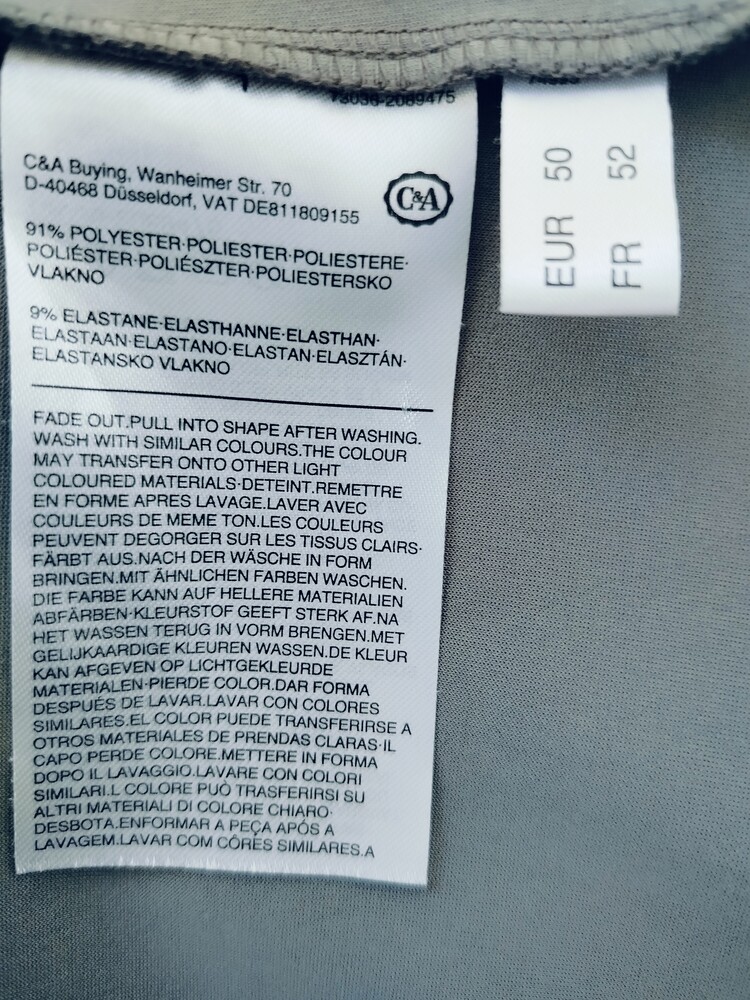 73036-2089475
C&A Buying, Wanheimer Str. 70
D-40468 Düsseldorf, VAT DE811809155
C&A
91% POLYESTER·POLIESTER·POLIESTERE·
POLIÉSTER·POLIÉSZTER·POLIESTERSKO
VLAKNO
9% ELASTANE·ELASTHANNE·ELASTHAN·
ELASTAAN·ELASTANO·ELASTAN·ELASZTÁN·
ELASTANSKO VLAKNO
FADE OUT.PULL INTO SHAPE AFTER WASHING.
WASH WITH SIMILAR COLOURS.THE COLOUR
MAY TRANSFER ONTO OTHER LIGHT
COLOURED MATERIALS·DETEINT.REMETTRE
EN FORME APRES LAVAGE.LAVER AVEC
COULEURS DE MEME TON.LES COULEURS
PEUVENT DEGORGER SUR LES TISSUS CLAIRS·
FÄRBT AUS.NACH DER WÄSCHE IN FORM
BRINGEN.MIT ÄHNLICHEN FARBEN WASCHEN.
DIE FARBE KANN AUF HELLERE MATERIALIEN
ABFÄRBEN·KLEURSTOF GEEFT STERK AF.NA
HET WASSEN TERUG IN VORM BRENGEN.MET
GELIJKAARDIGE KLEUREN WASSEN.DE KLEUR
KAN AFGEVEN OP LICHTGEKLEURDE
MATERIALEN·PIERDE COLOR.DAR FORMA
DESPUÉS DE LAVAR.LAVAR CON COLORES
SIMILARES.EL COLOR PUEDE TRANSFERIRSE A
OTROS MATERIALES DE PRENDAS CLARAS·IL
CAPO PERDE COLORE.METTERE IN FORMA
DOPO IL LAVAGGIO.LAVARE CON COLORI
SIMILARI.L COLORE PUÒ TRASFERIRSI SU
ALTRI MATERIALI DI COLORE CHIARO·
DESBOTA.ENFORMAR A PEÇA APÓS A
LAVAGEM.LAVAR COM CÔRES SIMILARES.A
EUR 50
FR 52